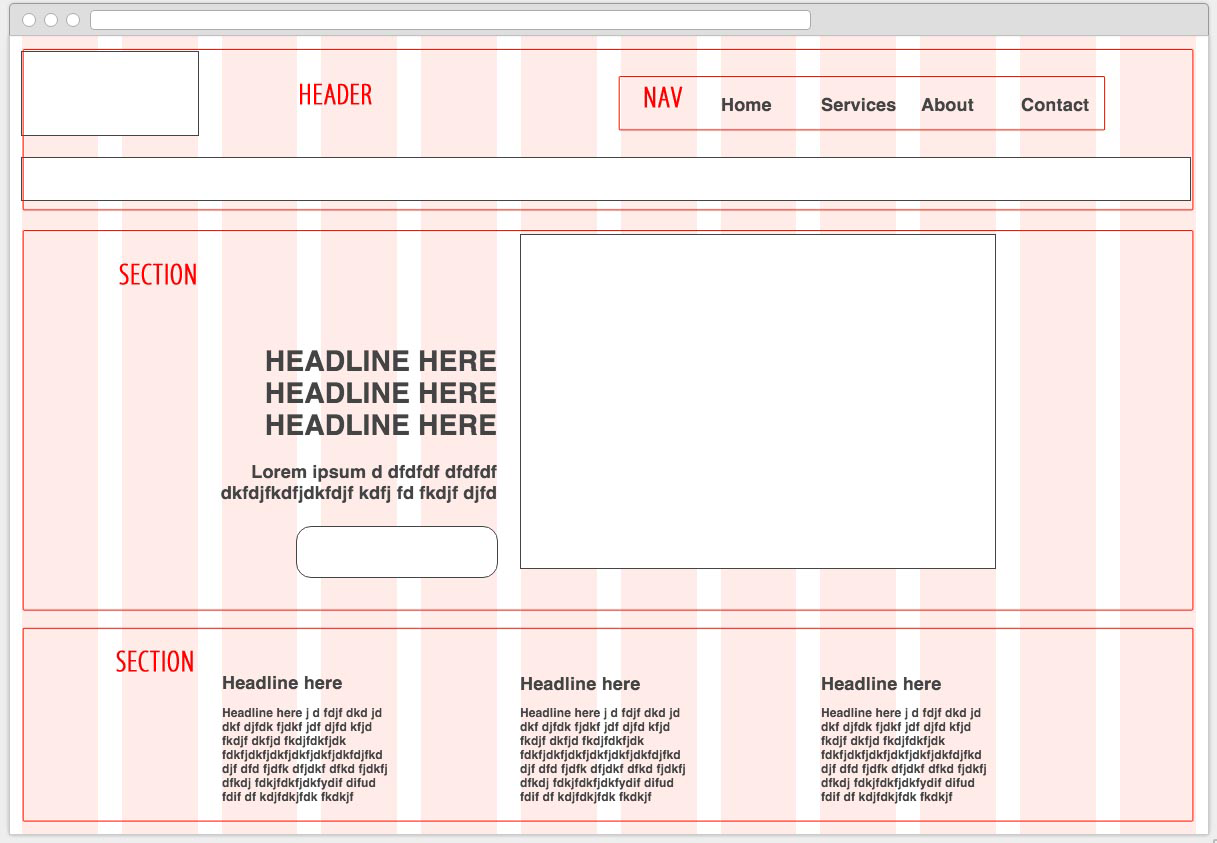 HEADER
NAV
Home
Services
About
Contact
SECTION
HEADLINE HERE
HEADLINE HERE
HEADLINE HERE
Lorem ipsum d dfdfdf dfdfdf
dkfdjfkdfjdkfdjf kdfj fd fkdjf djfd
SECTION
Headline here
Headline here j d fdjf dkd jd
dkf djfdk fjdkf jdf djfd kfjd
fkdjf dkfjd fkdjfdkfjdk
fdkfjdkfjdkfjdkfjdkfjdkfdjfkd
djf dfd fjdfk dfjdkf dfkd fjdkfj
dfkdj fdkjfdkfjdkfydif difud
fdif df kdjfdkjfdk fkdkjf
Headline here
Headline here j d fdjf dkd jd
dkf djfdk fjdkf jdf djfd kfjd
fkdjf dkfjd fkdjfdkfjdk
fdkfjdkfjdkfjdkfjdkfjdkfdjfkd
djf dfd fjdfk dfjdkf dfkd fjdkfj
dfkdj fdkjfdkfjdkfydif difud
fdif df kdjfdkjfdk fkdkjf
Headline here
Headline here j d fdjf dkd jd
dkf djfdk fjdkf jdf djfd kfjd
fkdjf dkfjd fkdjfdkfjdk
fdkfjdkfjdkfjdkfjdkfjdkfdjfkd
djf dfd fjdfk dfjdkf dfkd fjdkfj
dfkdj fdkjfdkfjdkfydif difud
fdif df kdjfdkjfdk fkdkjf